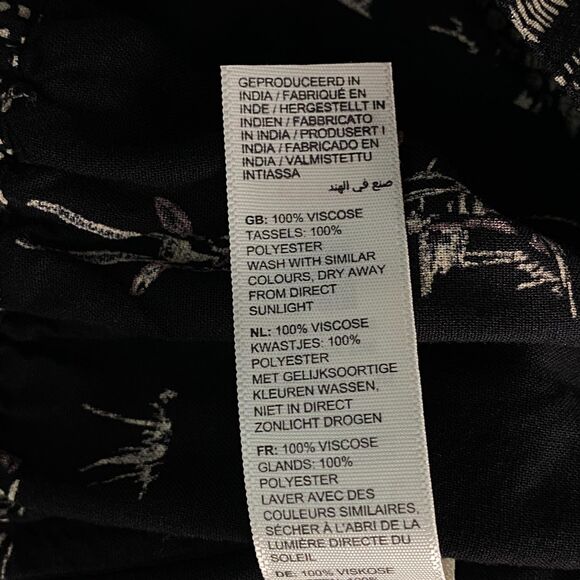 GEPRODUCEERD IN
INDIA / FABRIQUÉ EN
INDE / HERGESTELLT IN
INDIEN / FABBRICATO
IN INDIA / PRODUSERT I
INDIA / FABRICADO EN
INDIA / VALMISTETTU
INTIASSA
صنع في الهند
GB: 100% VISCOSE
TASSELS: 100%
POLYESTER
WASH WITH SIMILAR
COLOURS, DRY AWAY
FROM DIRECT
SUNLIGHT
NL: 100% VISCOSE
KWASTJES: 100%
POLYESTER
MET GELIJKSOORTIGE
KLEUREN WASSEN,
NIET IN DIRECT
ZONLICHT DROGEN
FR: 100% VISCOSE
GLANDS: 100%
POLYESTER
LAVER AVEC DES
COULEURS SIMILAIRES,
SÉCHER À L'ABRI DE LA
LUMIÈRE DIRECTE DU
SOLEIL
DE: 100% VISKOSE